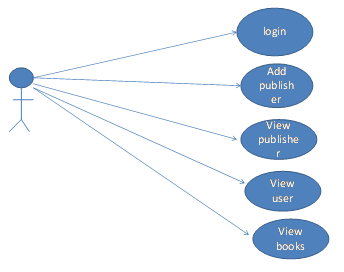 login
Add
publish
er
View
publishe
r
View
user
View
books